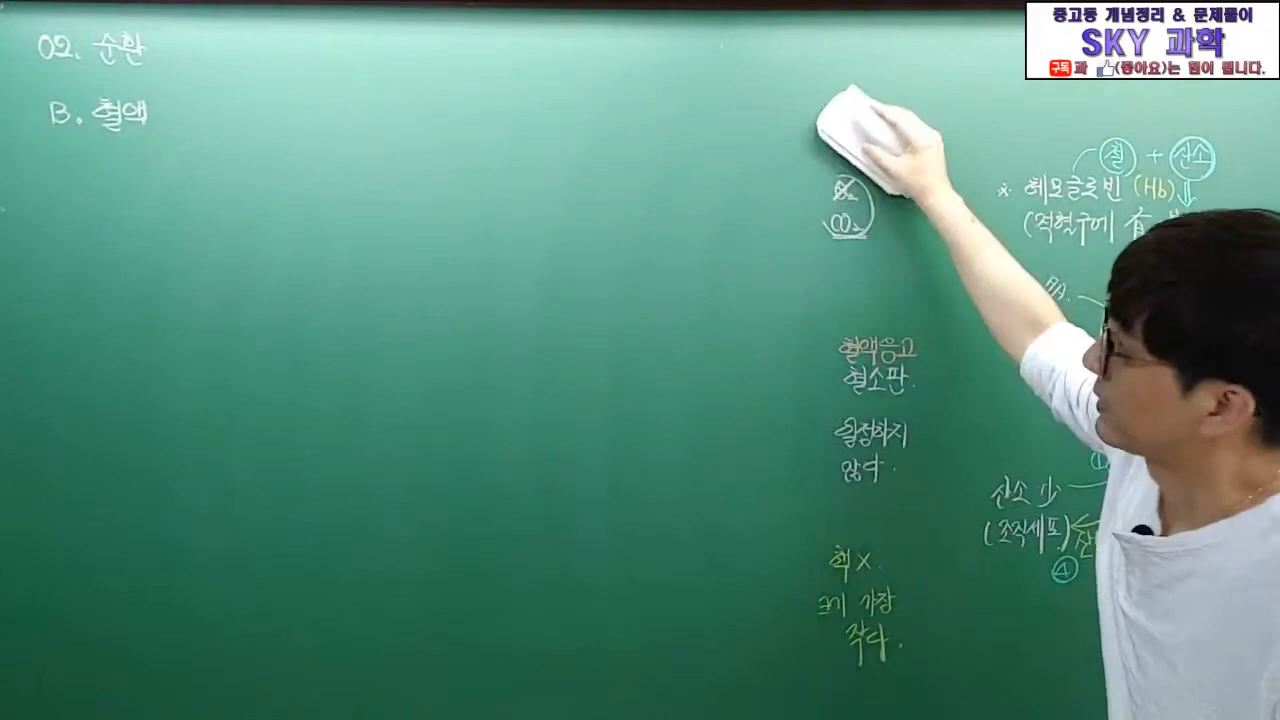 중고등 개념정리 & 문제풀이
SKY 과학
구독과 (좋아요)는 힘이 됩니다.
02. 순환
B. 혈액
철 + 산소
※ 헤모글로빈 (Hb)
(적혈구에 有
CO₂
혈액응고
혈소판.
일정하지
않다.
산소 少
(조직세포)
④
핵 X.
크기 가장
작다.